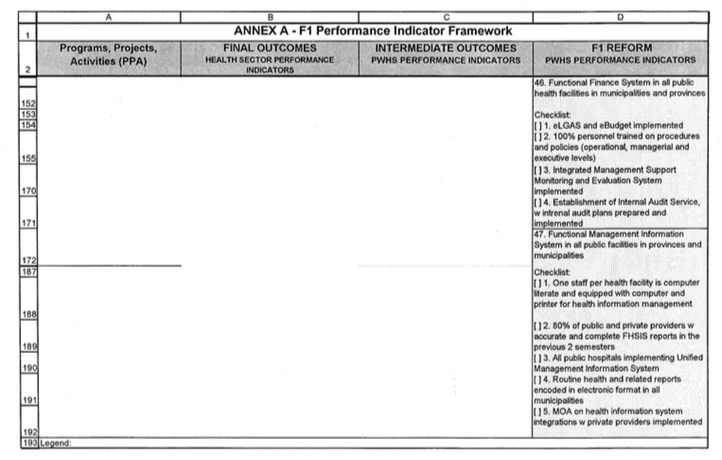 A B C D
1 ANNEX A - F1 Performance Indicator Framework
Programs, Projects, Activities (PPA)
FINAL OUTCOMES
HEALTH SECTOR PERFORMANCE
INDICATORS
INTERMEDIATE OUTCOMES
PWHS PERFORMANCE INDICATORS
F1 REFORM
PWHS PERFORMANCE INDICATORS
2
46. Functional Finance System in all public
health facilities in municipalities and provinces
152
153 Checklist:
154 [ ] 1. eLGAS and eBudget implemented
[ ] 2. 100% personnel trained on procedures
and policies (operational, managerial and
155 executive levels)
[ ] 3. Integrated Management Support
Monitoring and Evaluation System
170 implemented
[ ] 4. Establishment of Internal Audit Service,
w intrenal audit plans prepared and
171 implemented
47. Functional Management Information
System in all public facilities in provinces and
172 municipalities
187 Checklist:
[ ] 1. One staff per health facility is computer
literate and equipped with computer and
printer for health information management
188
[ ] 2. 80% of public and private providers w
accurate and complete FHSIS reports in the
189 previous 2 semesters
[ ] 3. All public hospitals implementing Unified
190 Management Information System
[ ] 4. Routine health and related reports
encoded in electronic format in all
191 municipalities
[ ] 5. MOA on health information system
integrations w private providers implemented
192
193 Legend: